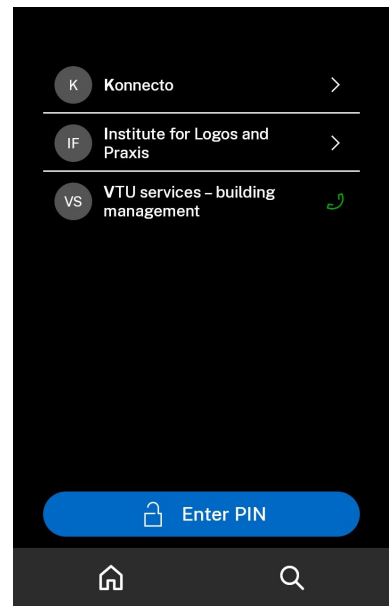 K Konnecto
IF Institute for Logos and
Praxis
VS VTU services – building
management
Enter PIN